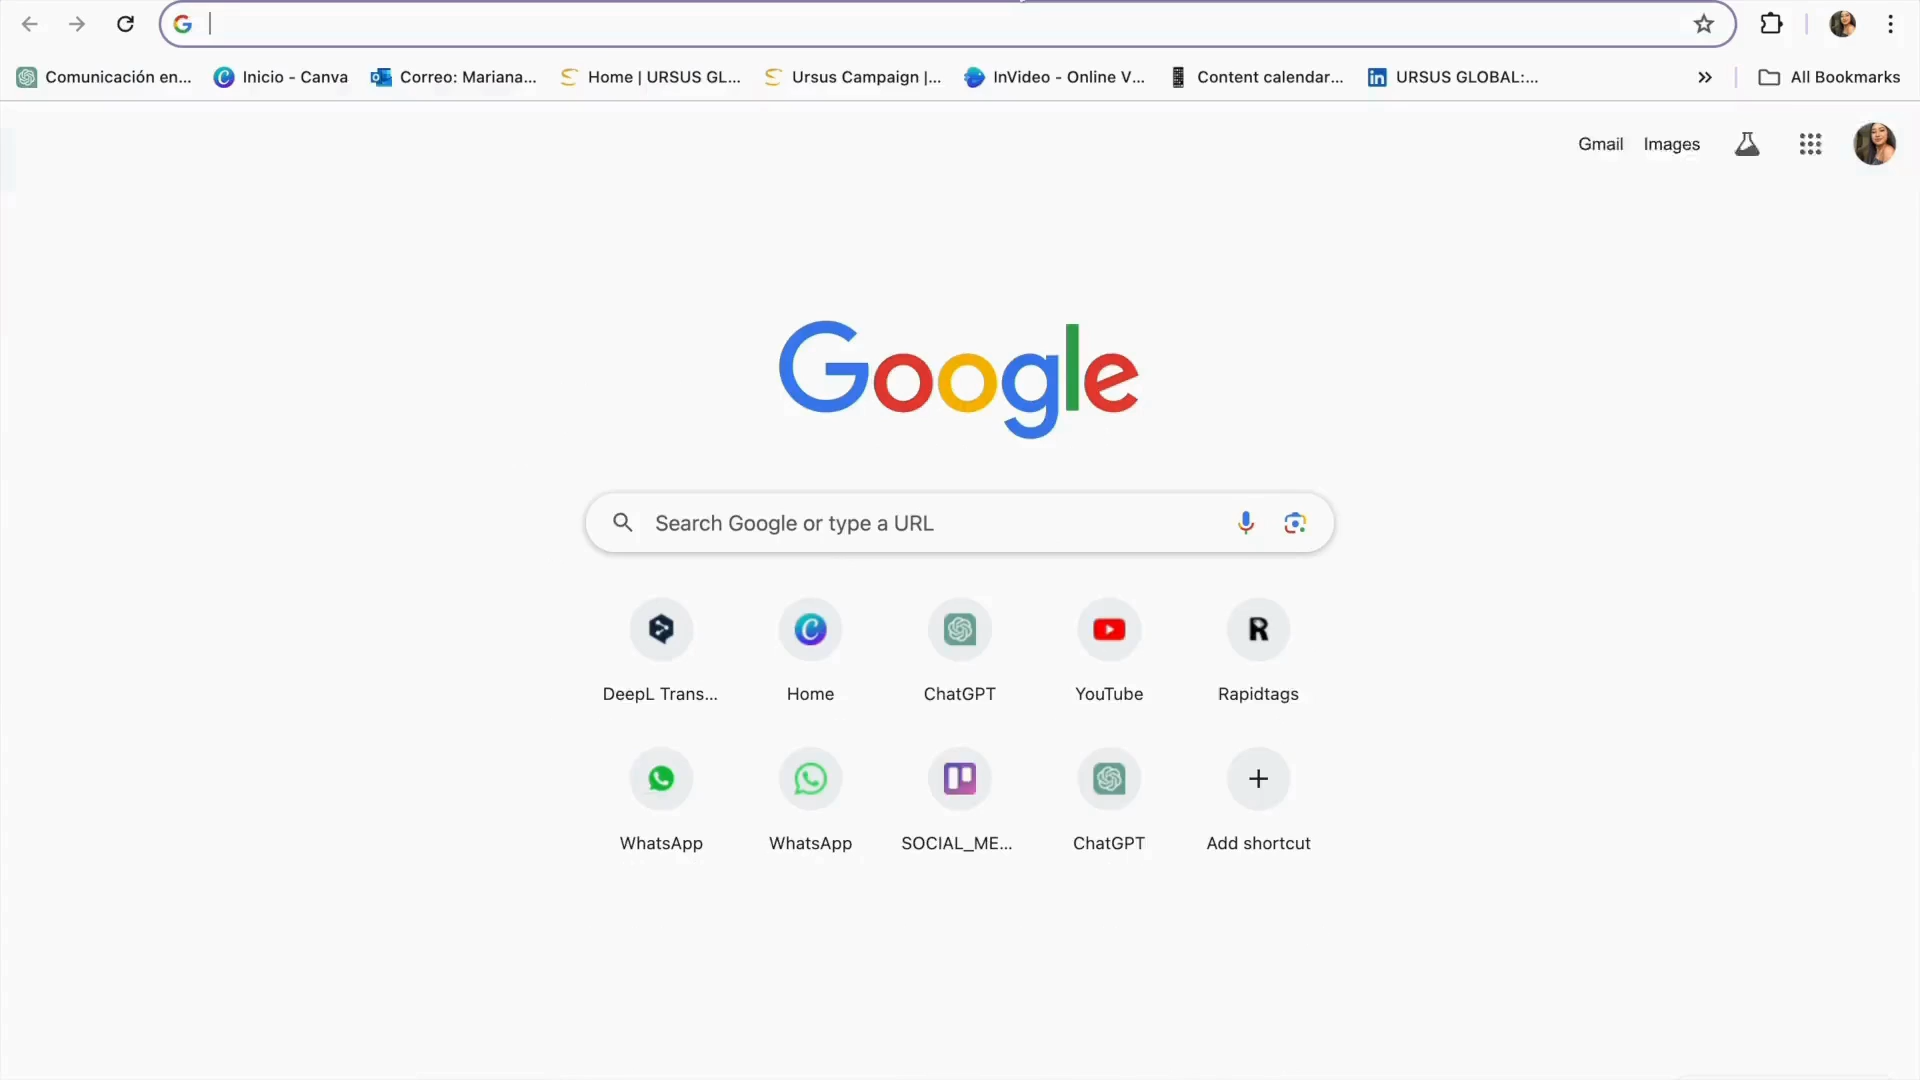 Comunicación en...
Inicio - Canva
Correo: Mariana...
Home | URSUS GL...
Ursus Campaign |...
InVideo - Online V...
Content calendar...
URSUS GLOBAL:...
All Bookmarks
Gmail
Images
Google
Search Google or type a URL
DeepL Trans...
Home
ChatGPT
YouTube
Rapidtags
WhatsApp
WhatsApp
SOCIAL_ME...
ChatGPT
Add shortcut